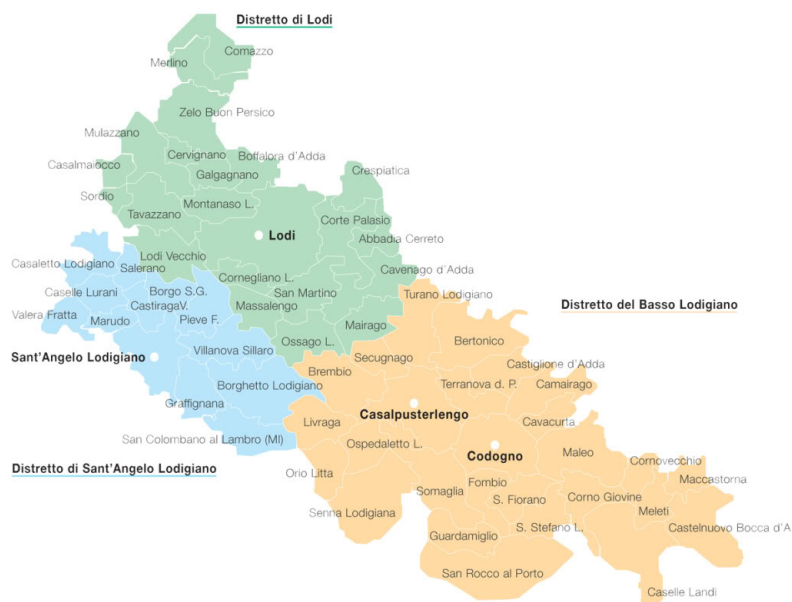 Distretto di Lodi
Comazzo
Merlino
Zelo Buon Persico
Mulazzano
Cervignano
Boffalora d'Adda
Casalmaiocco
Galgagnano
Crespiatica
Sordio
Montanaso L.
Tavazzano
Corte Palasio
Lodi
Abbadia Cerreto
Lodi Vecchio
Casaletto Lodigiano
Salerano
Cornegliano L.
Cavenago d'Adda
Caselle Lurani
Borgo S.G.
San Martino
Turano Lodigiano
CastiragaV.
Massalengo
Distretto del Basso Lodigiano
Valera Fratta
Marudo
Pieve F.
Mairago
Ossago L.
Bertonico
Sant'Angelo Lodigiano
Villanova Sillaro
Secugnago
Castiglione d'Adda
Brembio
Borghetto Lodigiano
Terranova d. P.
Camairago
Graffignana
Casalpusterlengo
Livraga
Cavacurta
San Colombano al Lambro (MI)
Ospedaletto L.
Codogno
Maleo
Distretto di Sant'Angelo Lodigiano
Cornovecchio
Orio Litta
Fombio
Maccastorna
Somaglia
S. Fiorano
Corno Giovine
Senna Lodigiana
Meleti
S. Stefano L.
Castelnuovo Bocca d'A
Guardamiglio
San Rocco al Porto
Caselle Landi